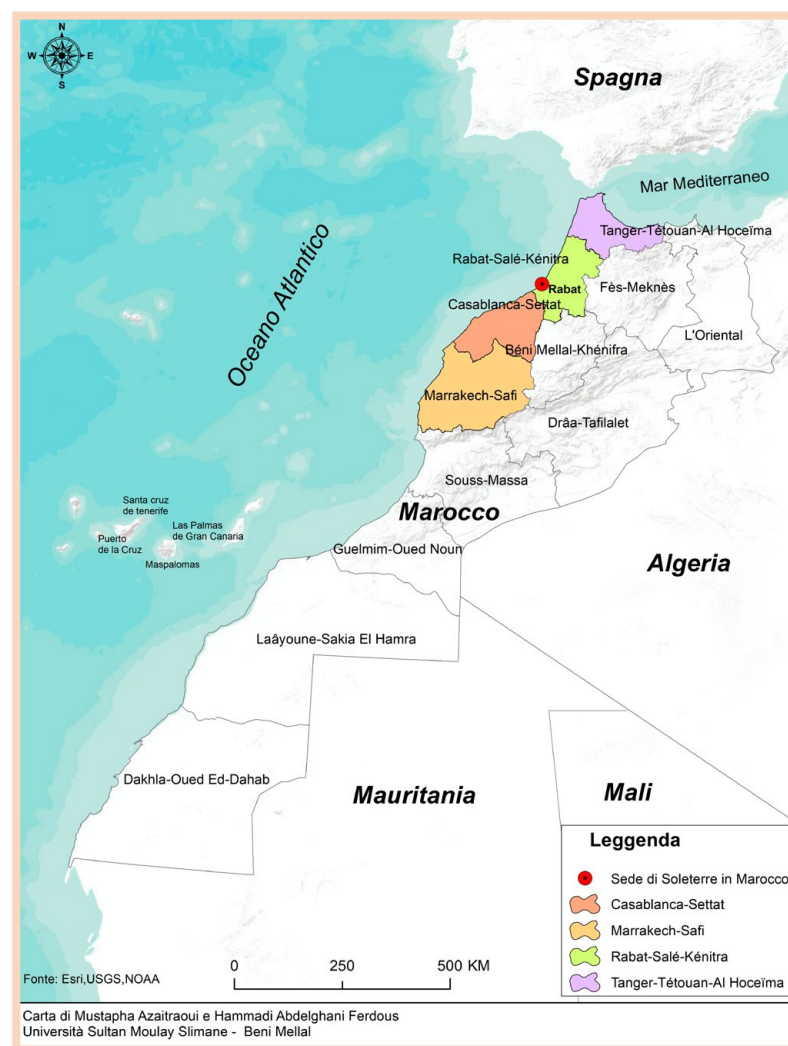 N
W
E
S
Spagna
Mar Mediterraneo
Tanger-Tètouan-Al Hoceïma
Rabat-Salé-Kénitra
Rabat
Fès-Meknès
Casablanca-Settat
L'Oriental
Béni Mellal-Khénifra
Oceano Atlantico
Marrakech-Safi
Drâa-Tafilalet
Souss-Massa
Marocco
Santa cruz
de tenerife
Las Palmas
de Gran Canaria
Puerto
de la Cruz
Maspalomas
Guelmim-Oued Noun
Algeria
Laâyoune-Sakia El Hamra
Dakhla-Oued Ed-Dahab
Mauritania
Mali
Leggenda
Sede di Soleterre in Marocco
Casablanca-Settat
Marrakech-Safi
Rabat-Salé-Kénitra
Tanger-Tétouan-Al Hoceïma
0 250 500 KM
Fonte: Esri,USGS,NOAA
Carta di Mustapha Azaitraoui e Hammadi Abdelghani Ferdous
Università Sultan Moulay Slimane - Beni Mellal